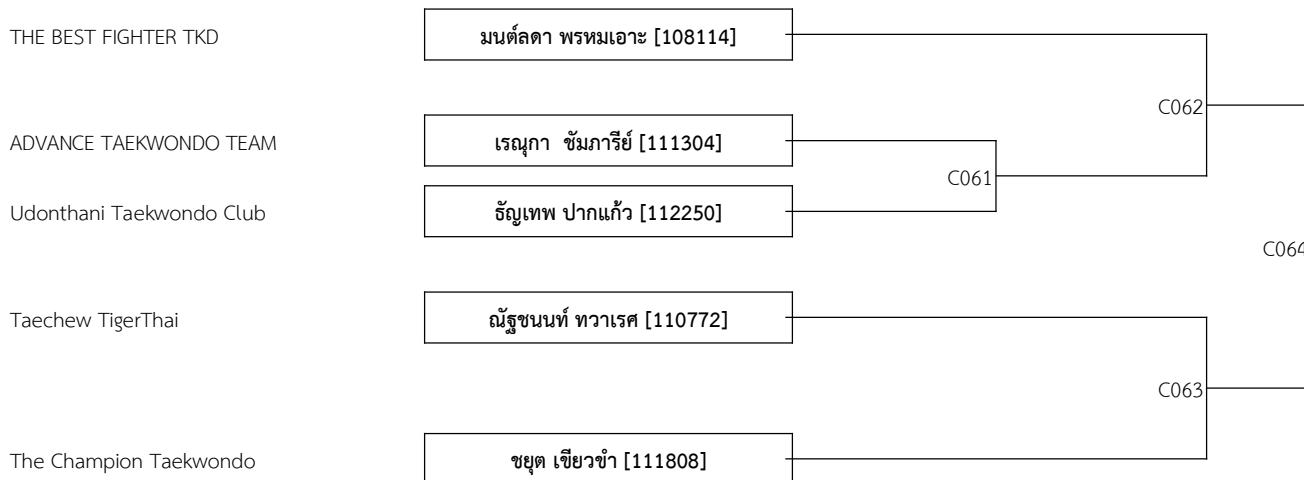 THE BEST FIGHTER TKD มนต์ลดา พรหมเอาะ [108114]
C062
ADVANCE TAEKWONDO TEAM เรณุกา ชัมภารีย์ [111304]
C061
Udonthani Taekwondo Club ธัญเทพ ปากแก้ว [112250]
C064
Taechew TigerThai ณัฐชนนท์ ทวาเรศ [110772]
C063
The Champion Taekwondo ชยุต เขียวขำ [111808]